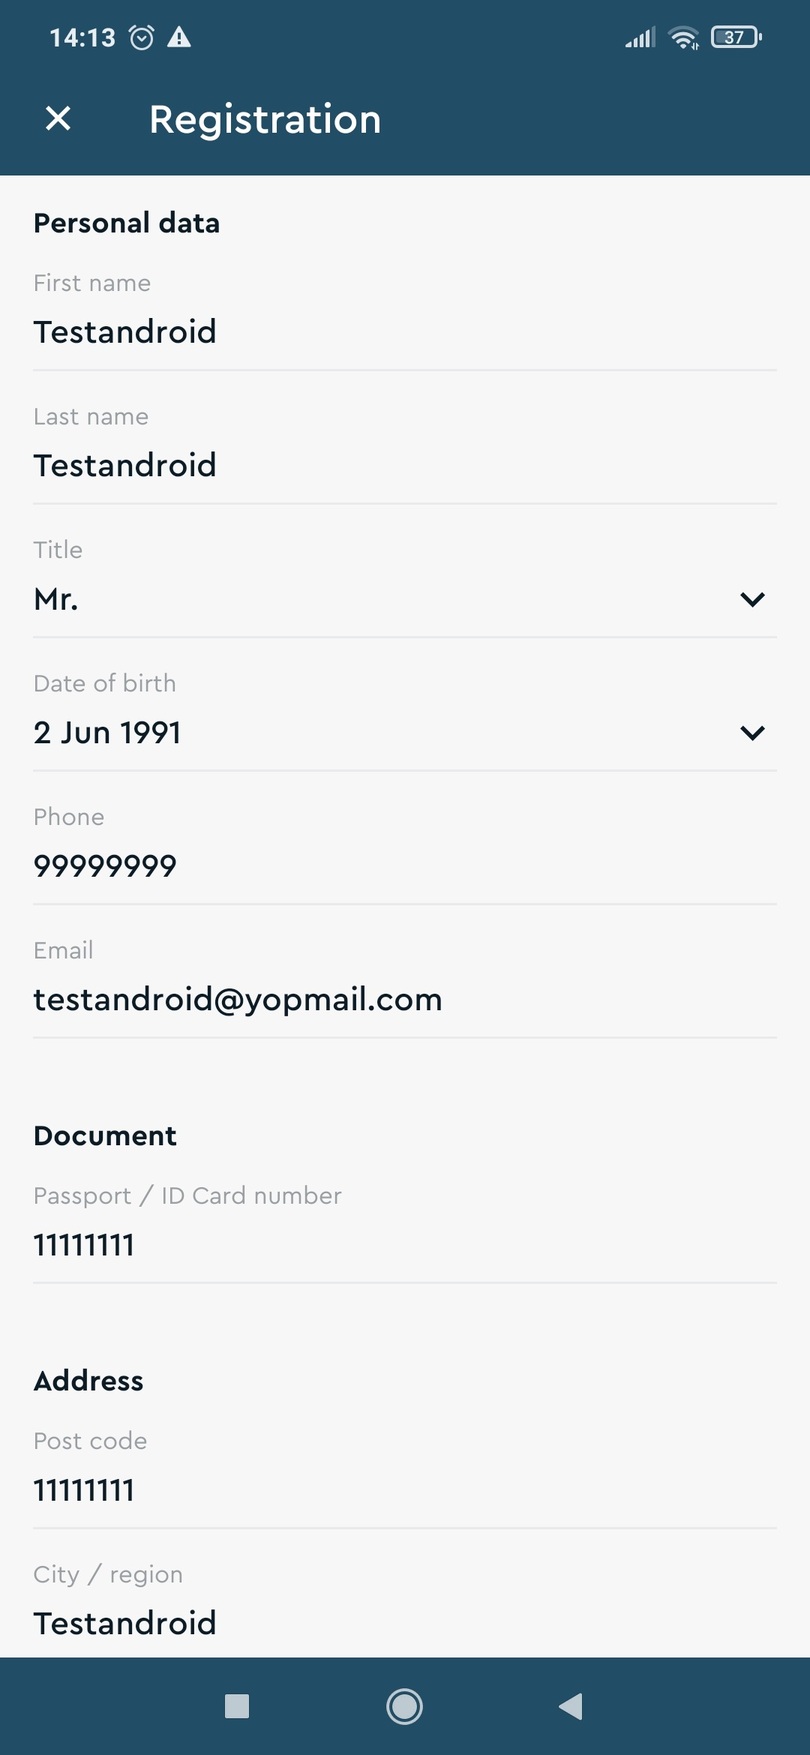 14:13
37
Registration
Personal data
First name
Testandroid
Last name
Testandroid
Title
Mr.
Date of birth
2 Jun 1991
Phone
99999999
Email
testandroid@yopmail.com
Document
Passport / ID Card number
11111111
Address
Post code
11111111
City / region
Testandroid